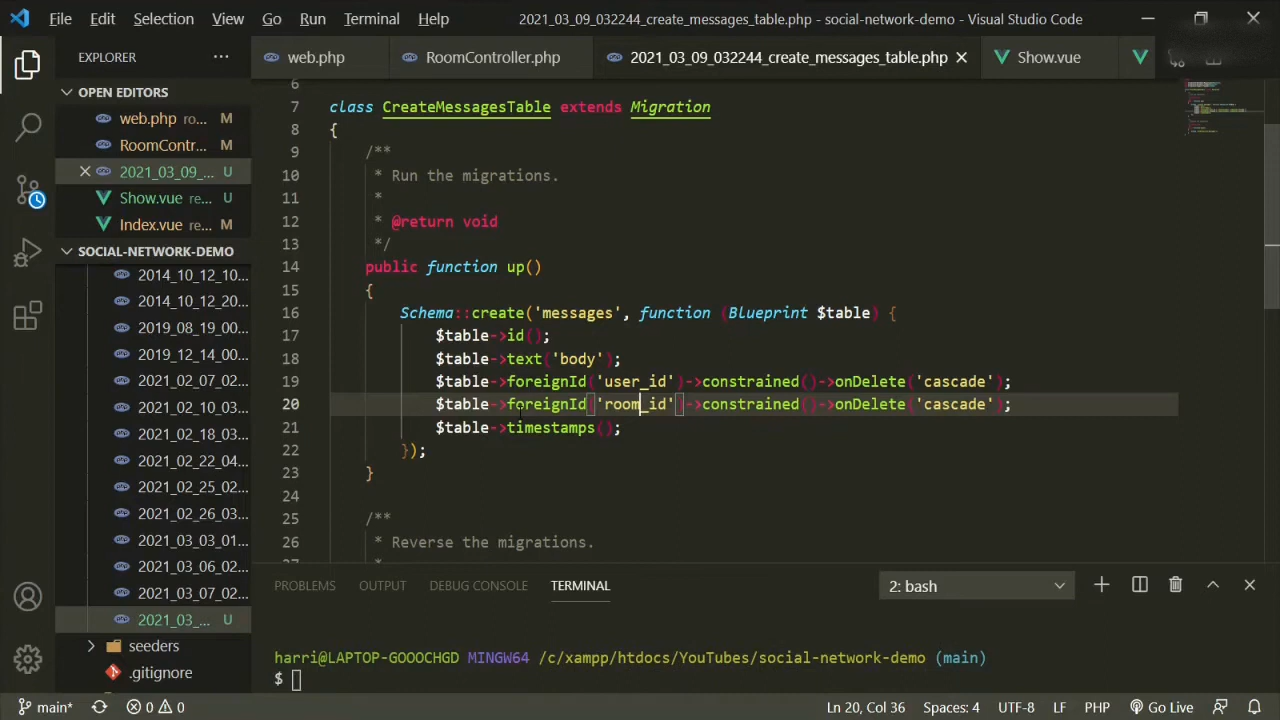 File Edit Selection View Go Run Terminal Help 2021_03_09_032244_create_messages_table.php - social-network-demo - Visual Studio Code
EXPLORER ...
web.php RoomController.php 2021_03_09_032244_create_messages_table.php Show.vue
OPEN EDITORS
web.php ro... M
RoomContr... M
2021_03_09_... U
Show.vue re... U
Index.vue re... M
SOCIAL-NETWORK-DEMO
2014_10_12_10...
2014_10_12_20...
2019_08_19_00...
2019_12_14_00...
2021_02_07_02...
2021_02_10_03...
2021_02_22_04...
2021_02_25_02...
2021_02_26_03...
2021_03_03_01...
2021_03_06_02...
2021_03_07_02...
2021_03_... U
seeders
.gitignore
6
7 class CreateMessagesTable extends Migration
8 {
9 /**
10 * Run the migrations.
11 *
12 * @return void
13 */
14 public function up()
15 {
16 Schema::create('messages', function (Blueprint $table) {
17 $table->id();
18 $table->text('body');
19 $table->foreignId('user_id')->constrained()->onDelete('cascade');
20 $table->foreignId('room_id')->constrained()->onDelete('cascade');
21 $table->timestamps();
22 });
23 }
24
25 /**
26 * Reverse the migrations.
27 *
PROBLEMS OUTPUT DEBUG CONSOLE TERMINAL 2: bash
harri@LAPTOP-GOOOCHGD MINGW64 /c/xampp/htdocs/YouTubes/social-network-demo (main)
$
main* 0 0 Ln 20, Col 36 Spaces: 4 UTF-8 LF PHP Go Live